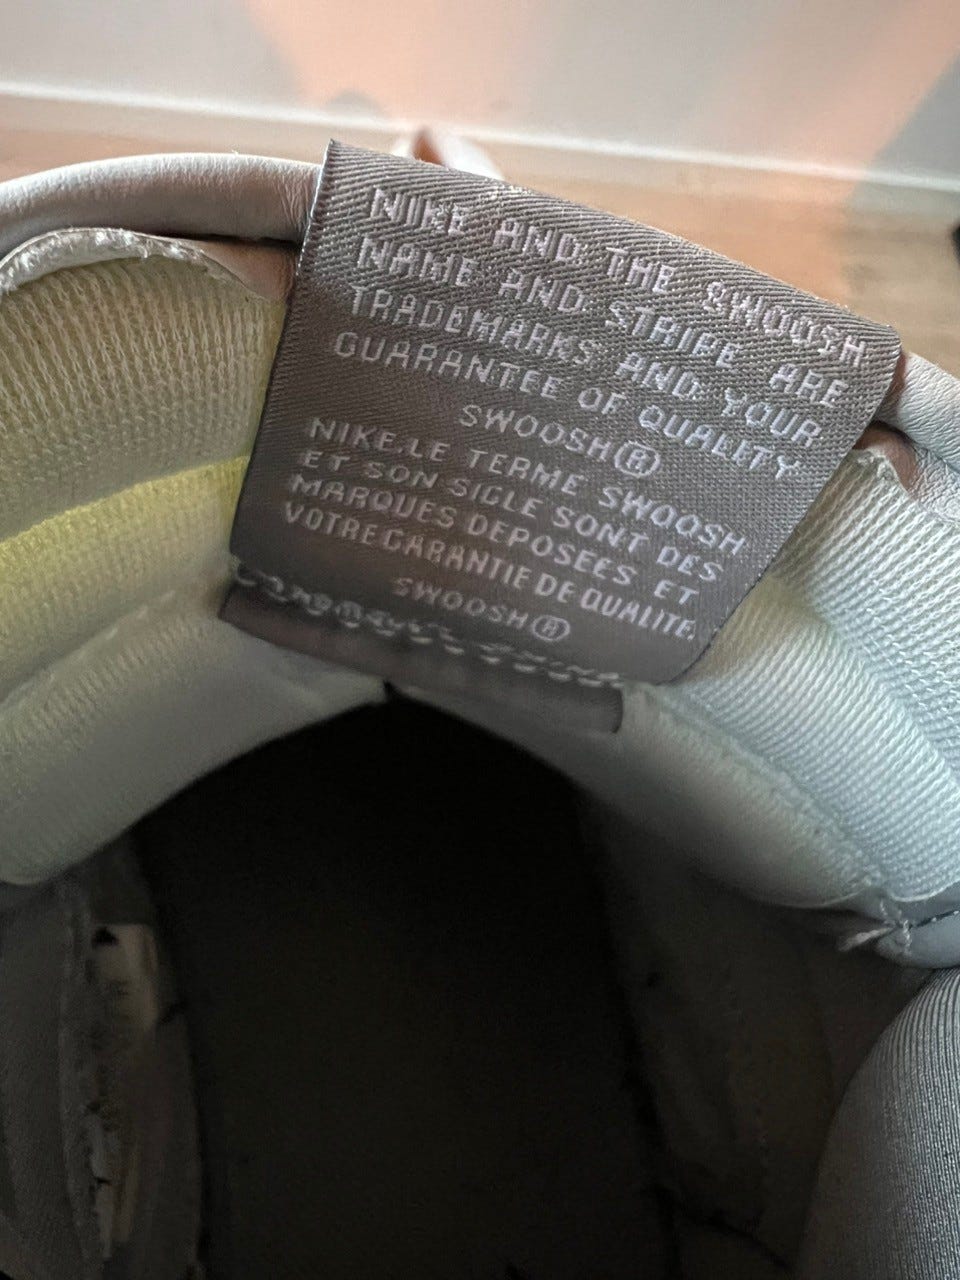 NIKE AND THE SWOOSH
NAME AND STRIPE ARE
TRADEMARKS AND YOUR
GUARANTEE OF QUALITY
SWOOSH®
NIKE.LE TERME SWOOSH
ET SON SIGLE SONT DES
MARQUES DEPOSEES ET
VOTRE GARANTIE DE QUALITE.
SWOOSH®